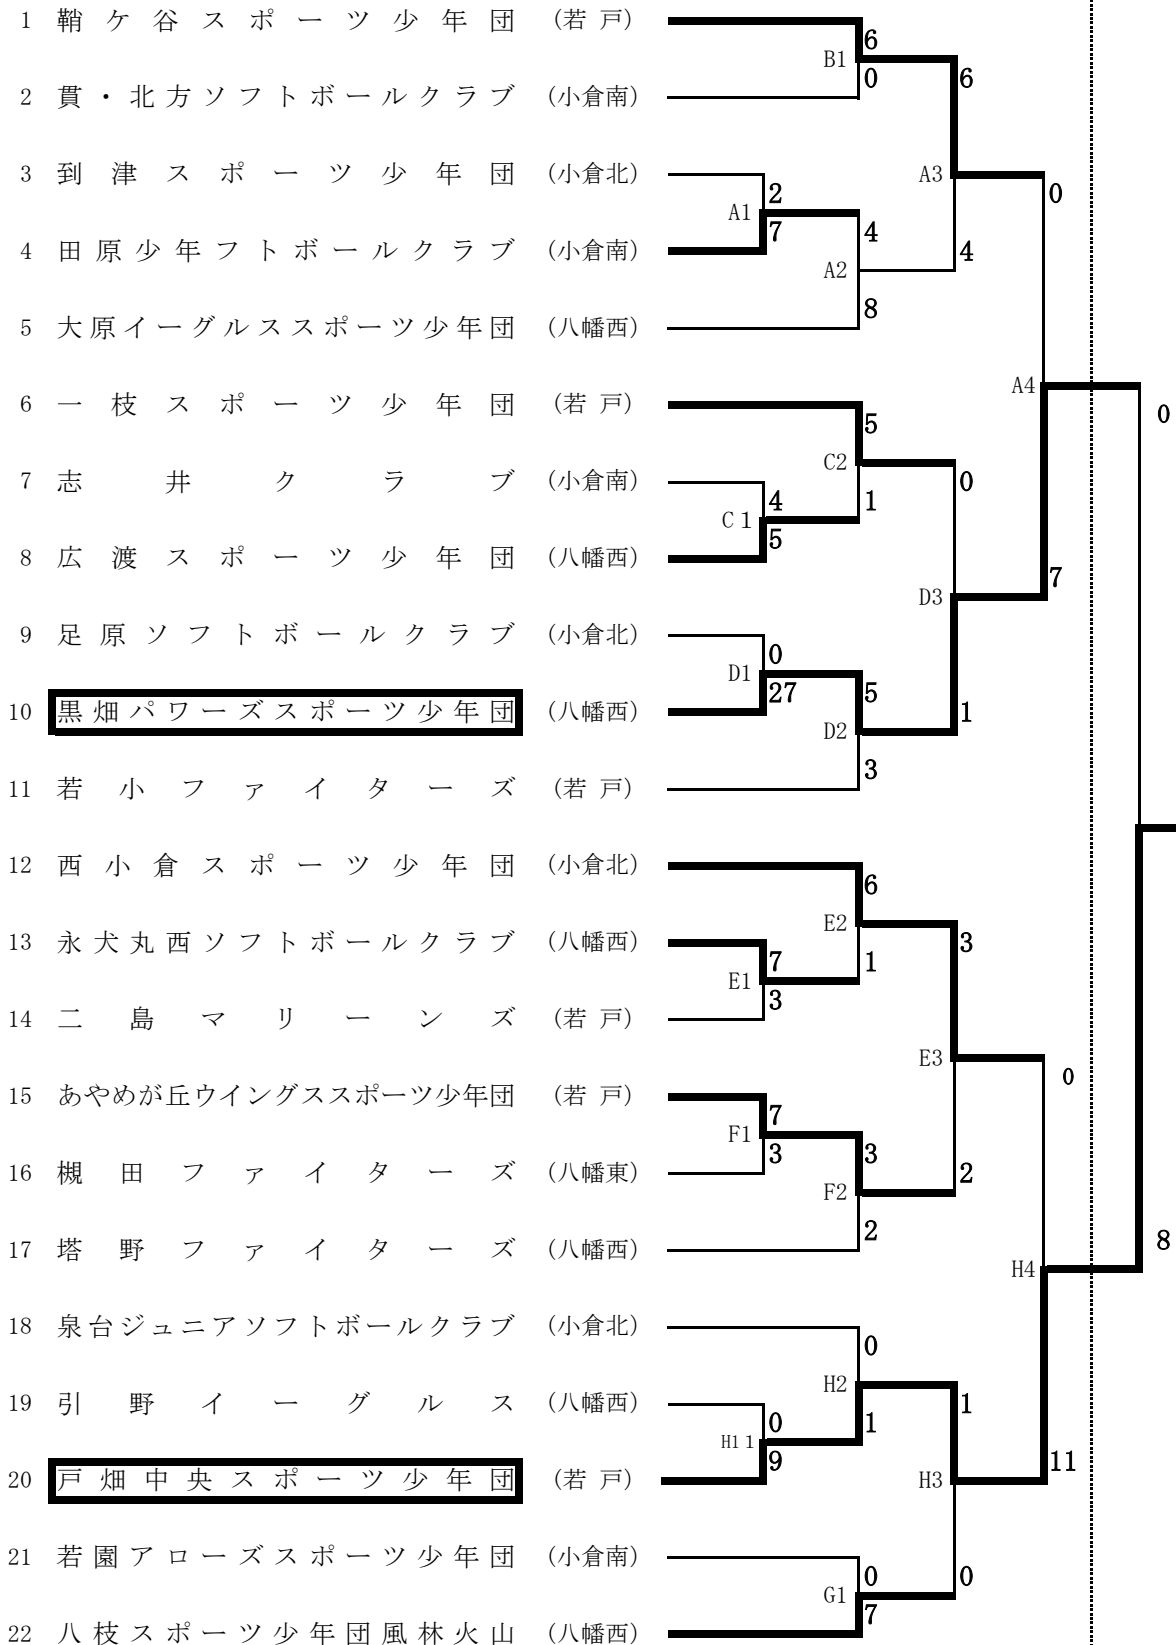 1 鞘ケ谷スポーツ少年団 (若 戸)
6
B1
0
6
2 貫・北方ソフトボールクラブ (小倉南)
3 到津スポーツ少年団 (小倉北)
A3
2
0
A1
7
4
4 田原少年フトボールクラブ (小倉南)
4
A2
8
5 大原イーグルススポーツ少年団 (八幡西)
A4
6 一枝スポーツ少年団 (若 戸)
0
5
C2
0
7 志井クラブ (小倉南)
4
1
C 1
5
8 広渡スポーツ少年団 (八幡西)
7
D3
9 足原ソフトボールクラブ (小倉北)
0
D1
27
5
10 黒畑パワーズスポーツ少年団 (八幡西)
1
D2
3
11 若小ファイターズ (若 戸)
12 西小倉スポーツ少年団 (小倉北)
6
E2
3
13 永犬丸西ソフトボールクラブ (八幡西)
7
1
E1
3
14 二島マリーンズ (若 戸)
E3
0
15 あやめが丘ウイングススポーツ少年団 (若 戸)
7
F1
3
3
16 槻田ファイターズ (八幡東)
2
F2
2
17 塔野ファイターズ (八幡西)
8
H4
18 泉台ジュニアソフトボールクラブ (小倉北)
0
H2
1
19 引野イーグルス (八幡西)
0
1
H1 1
9
11
20 戸畑中央スポーツ少年団 (若 戸)
H3
21 若園アローズスポーツ少年団 (小倉南)
0
0
G1
7
22 八枝スポーツ少年団風林火山 (八幡西)